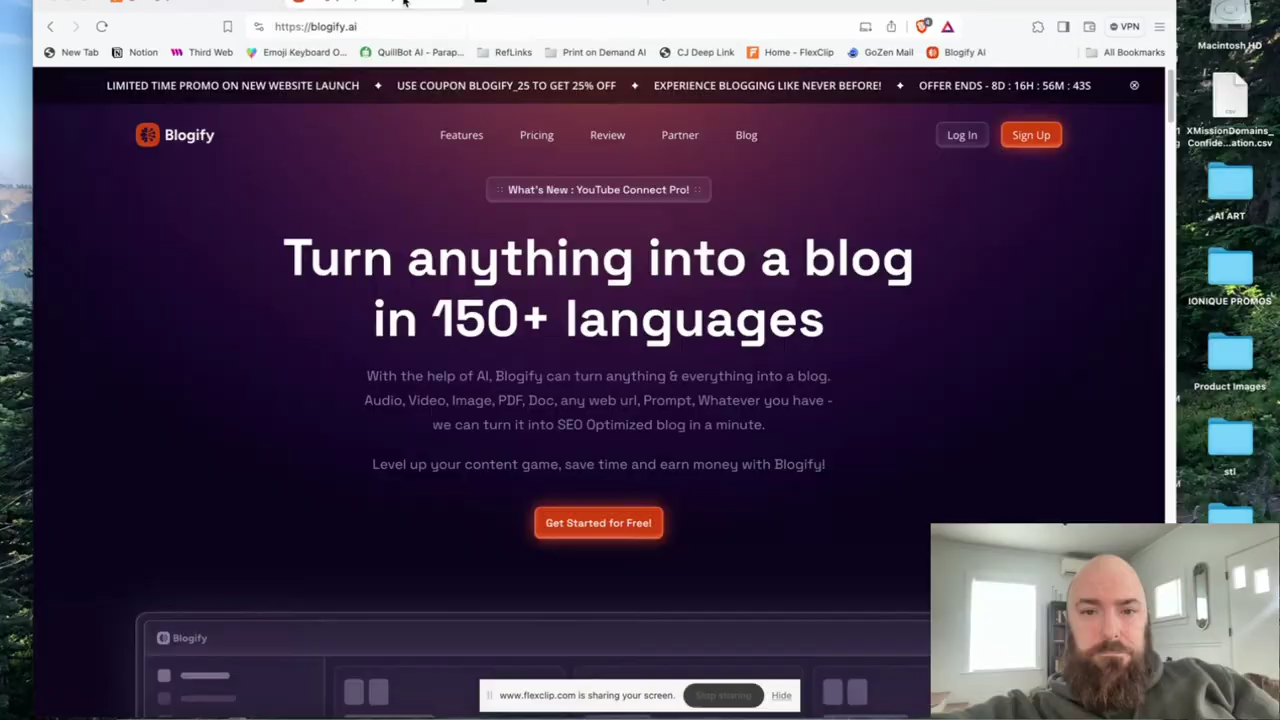 https://blogify.ai
VPN
New Tab
Notion
Third Web
Emoji Keyboard O...
QuillBot AI - Parap...
RefLinks
Print on Demand AI
CJ Deep Link
Home - FlexClip
GoZen Mail
Blogify AI
All Bookmarks
LIMITED TIME PROMO ON NEW WEBSITE LAUNCH ✦ USE COUPON BLOGIFY_25 TO GET 25% OFF ✦ EXPERIENCE BLOGGING LIKE NEVER BEFORE! ✦ OFFER ENDS - 8D : 16H : 56M : 43S
Blogify
Features
Pricing
Review
Partner
Blog
Log In
Sign Up
What's New : YouTube Connect Pro!
Turn anything into a blog
in 150+ languages
With the help of AI, Blogify can turn anything & everything into a blog.
Audio, Video, Image, PDF, Doc, any web url, Prompt, Whatever you have -
we can turn it into SEO Optimized blog in a minute.
Level up your content game, save time and earn money with Blogify!
Get Started for Free!
Blogify
www.flexclip.com is sharing your screen.
Stop sharing
Hide
Macintosh HD
CSV
XMissionDomains_
Confide...ation.csv
AI ART
IONIQUE PROMOS
Product Images
stl